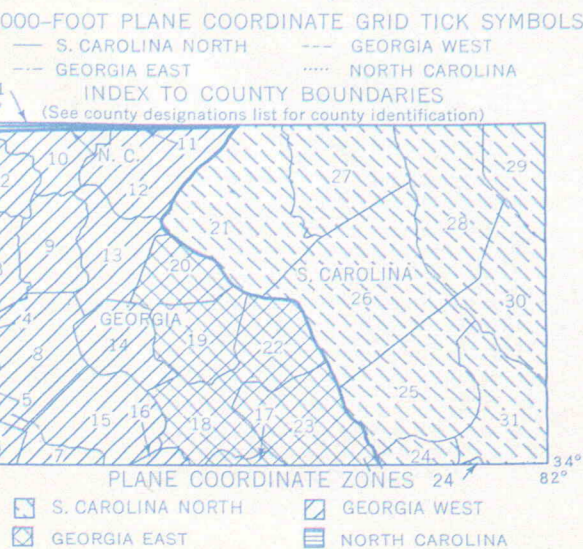 000-FOOT PLANE COORDINATE GRID TICK SYMBOLS
S. CAROLINA NORTH GEORGIA WEST
GEORGIA EAST NORTH CAROLINA
INDEX TO COUNTY BOUNDARIES
(See county designations list for county identification)
10 N. C. 11 27 29
2 12
9 21 28
13 20 S. CAROLINA
26 30
4 GEORGIA
8 14 19 22
25
5 15 16 18 17 23 31
7 24 34°
PLANE COORDINATE ZONES 24 82°
S. CAROLINA NORTH GEORGIA WEST
GEORGIA EAST NORTH CAROLINA